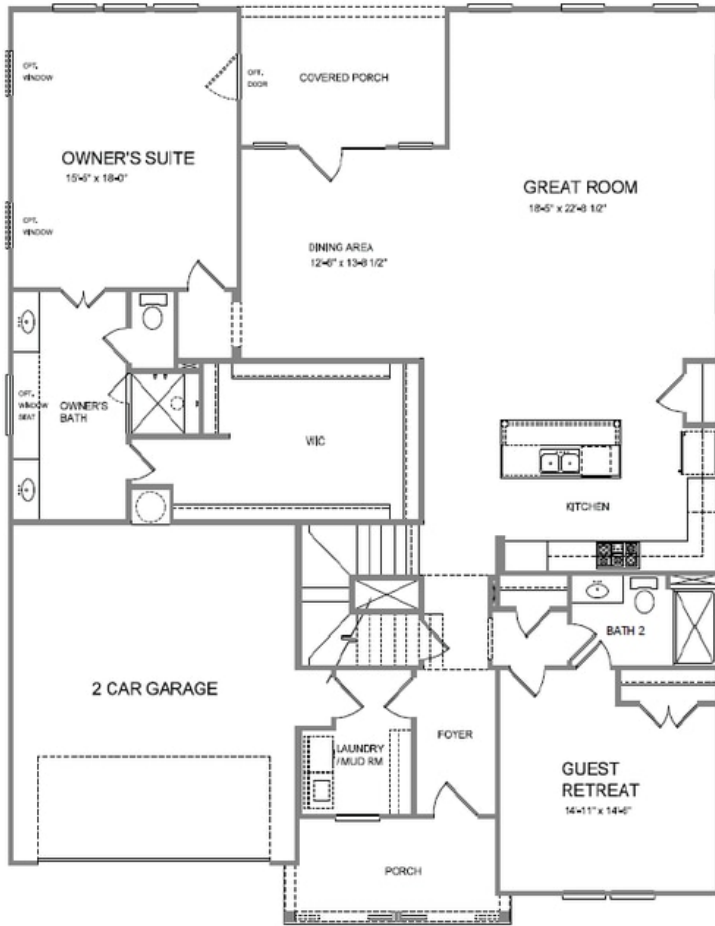 OPT.
WINDOW
OPT.
DOOR
COVERED PORCH
OWNER'S SUITE
15'-5" x 18'-0"
GREAT ROOM
18'-5" x 22'-8 1/2"
OPT.
WINDOW
DINING AREA
12'-6" x 13'-8 1/2"
OPT.
WINDOW
SEAT
OWNER'S
BATH
WIC
KITCHEN
BATH 2
2 CAR GARAGE
LAUNDRY
/MUD RM
FOYER
GUEST
RETREAT
14'-11" x 14'-6"
PORCH